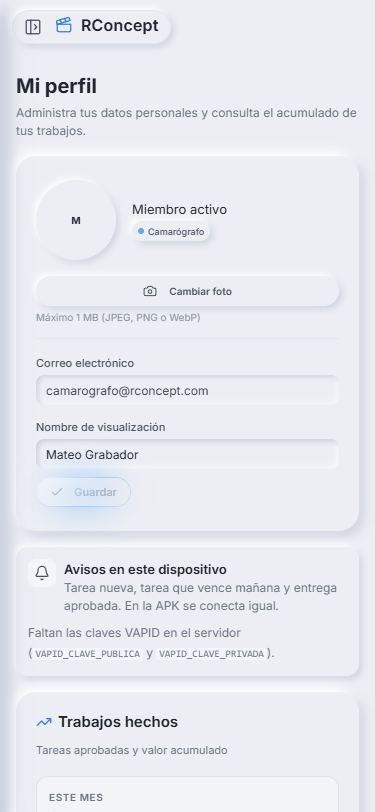 RConcept
Mi perfil
Administra tus datos personales y consulta el acumulado de
tus trabajos.
M
Miembro activo
Camarógrafo
Cambiar foto
Máximo 1 MB (JPEG, PNG o WebP)
Correo electrónico
camarografo@rconcept.com
Nombre de visualización
Mateo Grabador
Guardar
Avisos en este dispositivo
Tarea nueva, tarea que vence mañana y entrega
aprobada. En la APK se conecta igual.
Faltan las claves VAPID en el servidor
(VAPID_CLAVE_PUBLICA y VAPID_CLAVE_PRIVADA).
Trabajos hechos
Tareas aprobadas y valor acumulado
ESTE MES